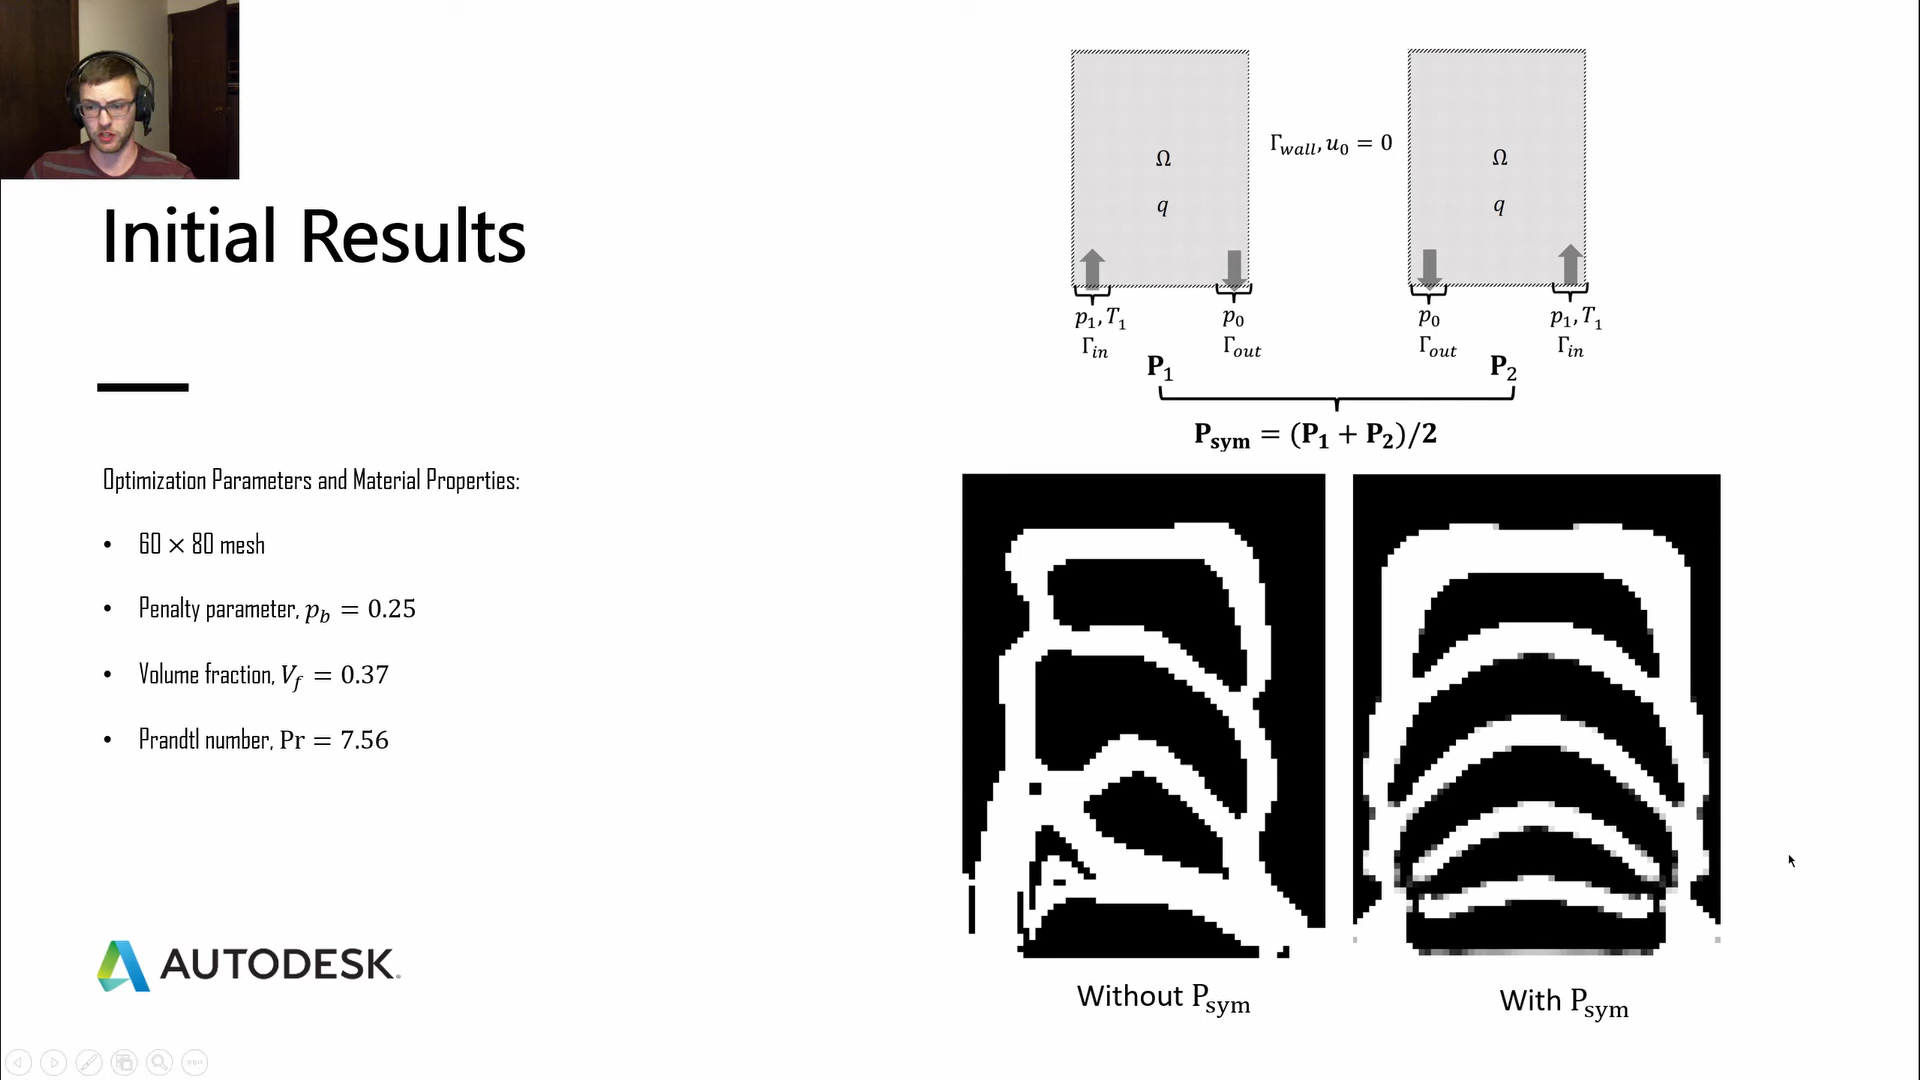 Initial Results
Optimization Parameters and Material Properties:
• 60 × 80 mesh
• Penalty parameter, p_b = 0.25
• Volume fraction, V_f = 0.37
• Prandtl number, Pr = 7.56
AUTODESK.
Ω
q
Γ_wall, u_0 = 0
Ω
q
p_1, T_1
Γ_in
p_0
Γ_out
p_0
Γ_out
p_1, T_1
Γ_in
P_1
P_2
P_sym = (P_1 + P_2)/2
Without P_sym
With P_sym